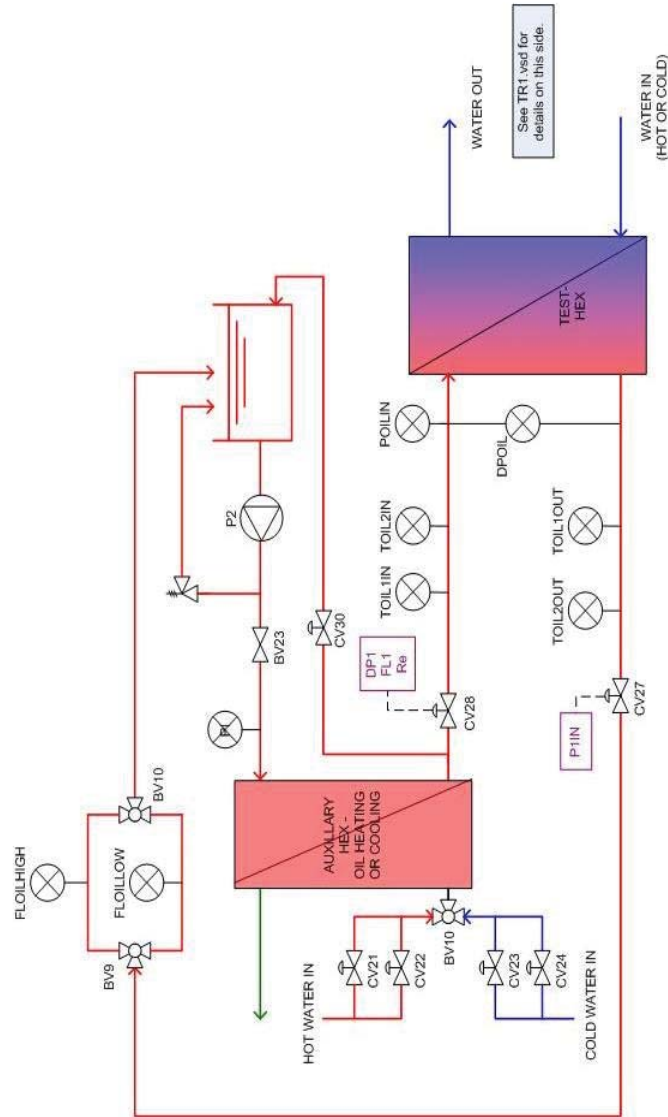 FLOILHIGH
BV9
FLOILLOW
BV10
PI
P2
BV23
HOT WATER IN
AUXILLARY
HEX -
OIL HEATING
OR COOLING
CV30
CV21
DP1
FL1
Re
TOIL1IN
TOIL2IN
POILIN
CV22
BV10
CV28
WATER OUT
DPOIL
CV23
See TR1.vsd for
details on this side.
P1IN
TOIL2OUT
TOIL1OUT
CV24
TEST-
HEX
COLD WATER IN
CV27
WATER IN
(HOT OR COLD)